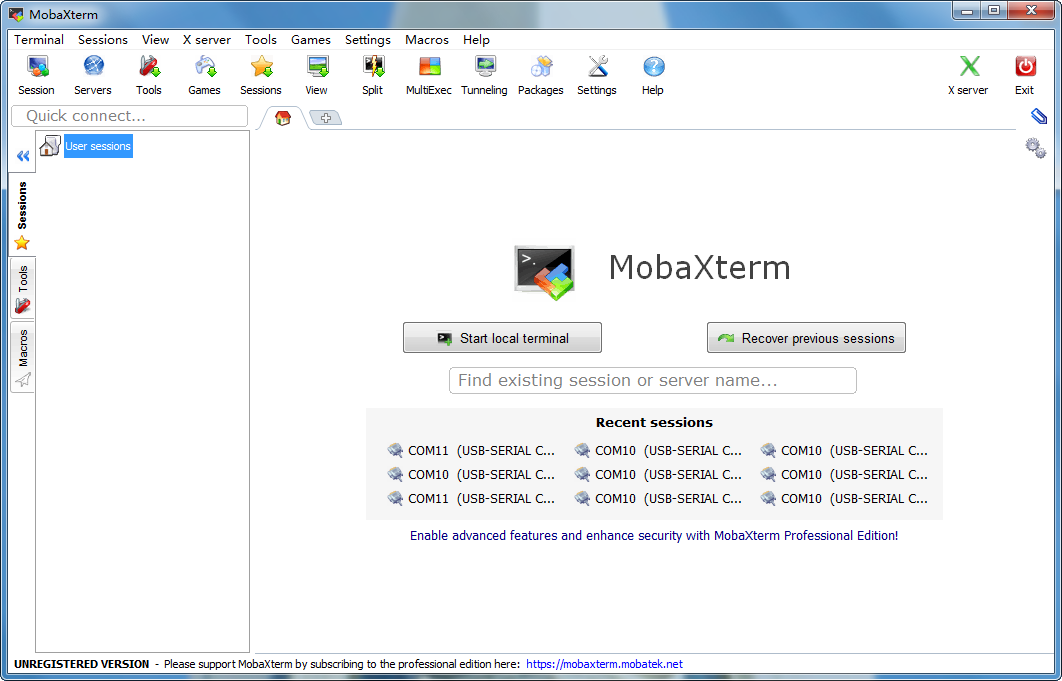 MobaXterm
Terminal Sessions View X server Tools Games Settings Macros Help
Session Servers Tools Games Sessions View Split MultiExec Tunneling Packages Settings Help X server Exit
Quick connect...
User sessions
Sessions
Tools
Macros
>.
MobaXterm
Start local terminal Recover previous sessions
Find existing session or server name...
Recent sessions
COM11 (USB-SERIAL C... COM10 (USB-SERIAL C... COM10 (USB-SERIAL C...
COM10 (USB-SERIAL C... COM10 (USB-SERIAL C... COM10 (USB-SERIAL C...
COM11 (USB-SERIAL C... COM10 (USB-SERIAL C... COM10 (USB-SERIAL C...
Enable advanced features and enhance security with MobaXterm Professional Edition!
UNREGISTERED VERSION - Please support MobaXterm by subscribing to the professional edition here: https://mobaxterm.mobatek.net